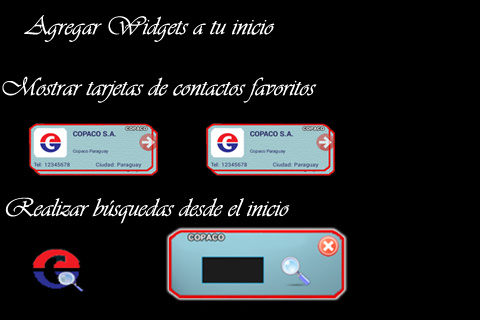 Agregar Widgets a tu inicio
Mostrar tarjetas de contactos favoritos
COPACO
COPACO S.A.
Copaco Paraguay
Tel. 12345678 Ciudad: Paraguay
COPACO
COPACO S.A.
Copaco Paraguay
Tel. 12345678 Ciudad: Paraguay
Realizar búsquedas desde el inicio
COPACO